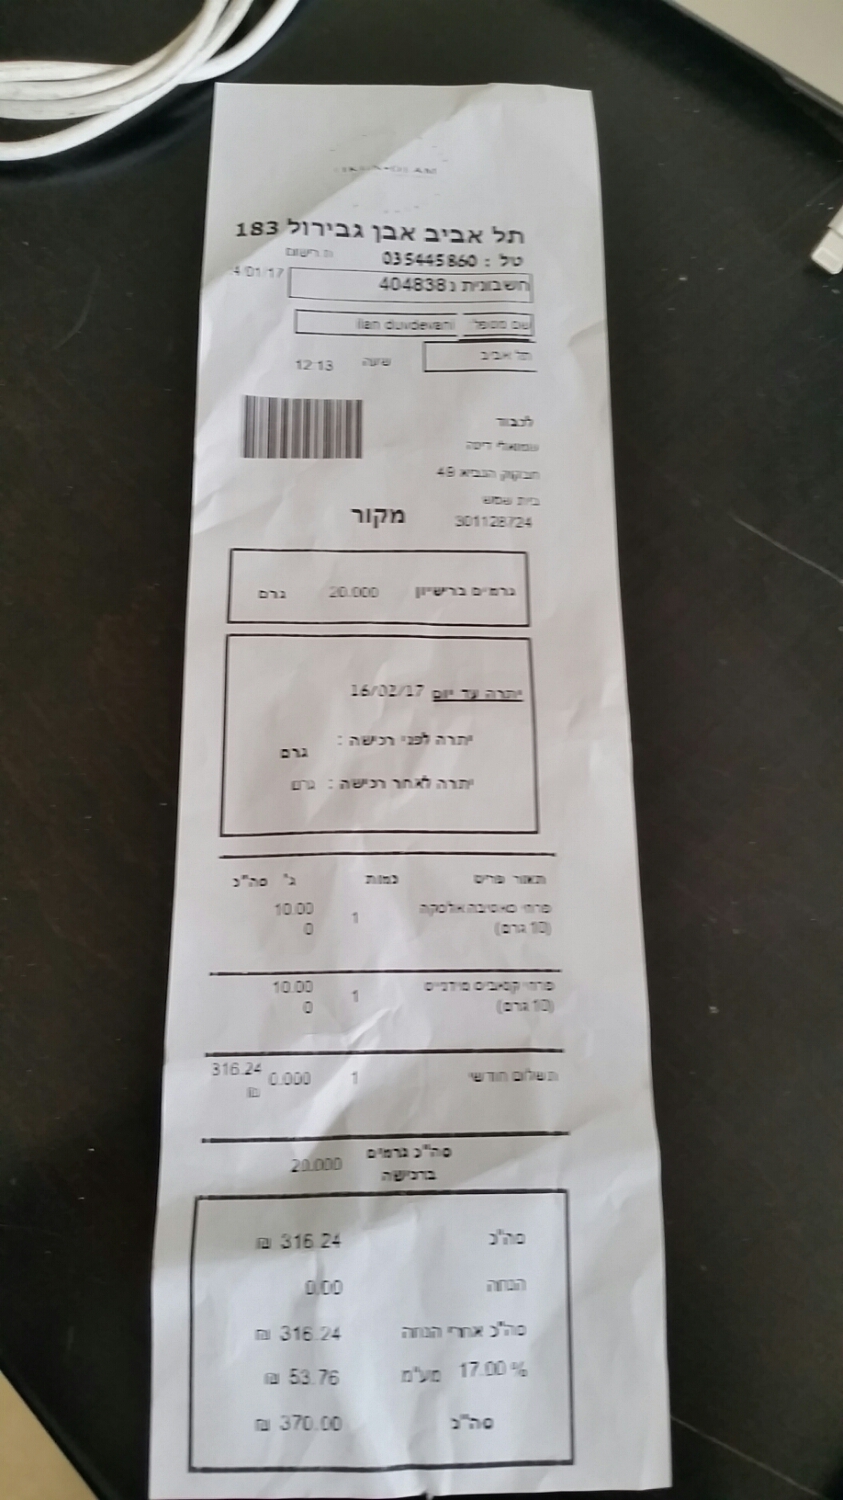 תל אביב אבן גבירול 183
טל : 035445860
חשבונית נ 404838
4/01/17
שם מטפל: ilan duvdevani
תל אביב
שעה 12:13
לכבוד
חבקוק הנביא 49
בית שמש
301128724
מקור
גרמים ברשיון 20.000 גרם
יתרה עד יום 16/02/17
יתרה לפני רכישה : גרם
יתרה לאחר רכישה : גרם
תאור פריט כמות ג' סה"כ
פרחי סאטיבה אלסקה 1 10.00
(10 גרם) 0
פרחי קנאביס מידנייט 1 10.00
(10 גרם) 0
תשלום חודשי 1 0.000 316.24
₪
סה"כ גרמים 20.000
ברכישה
סה"כ 316.24 ₪
הנחה 0.00
סה"כ אחרי הנחה 316.24 ₪
17.00 % מע"מ 53.76 ₪
סה"כ 370.00 ₪